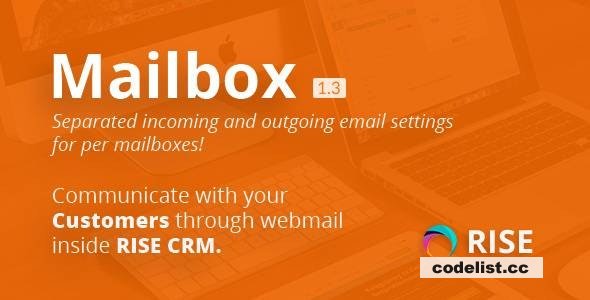 Mailbox 1.3
Separated incoming and outgoing email settings
for per mailboxes!
Communicate with your
Customers through webmail
inside RISE CRM.
RISE
codelist.cc